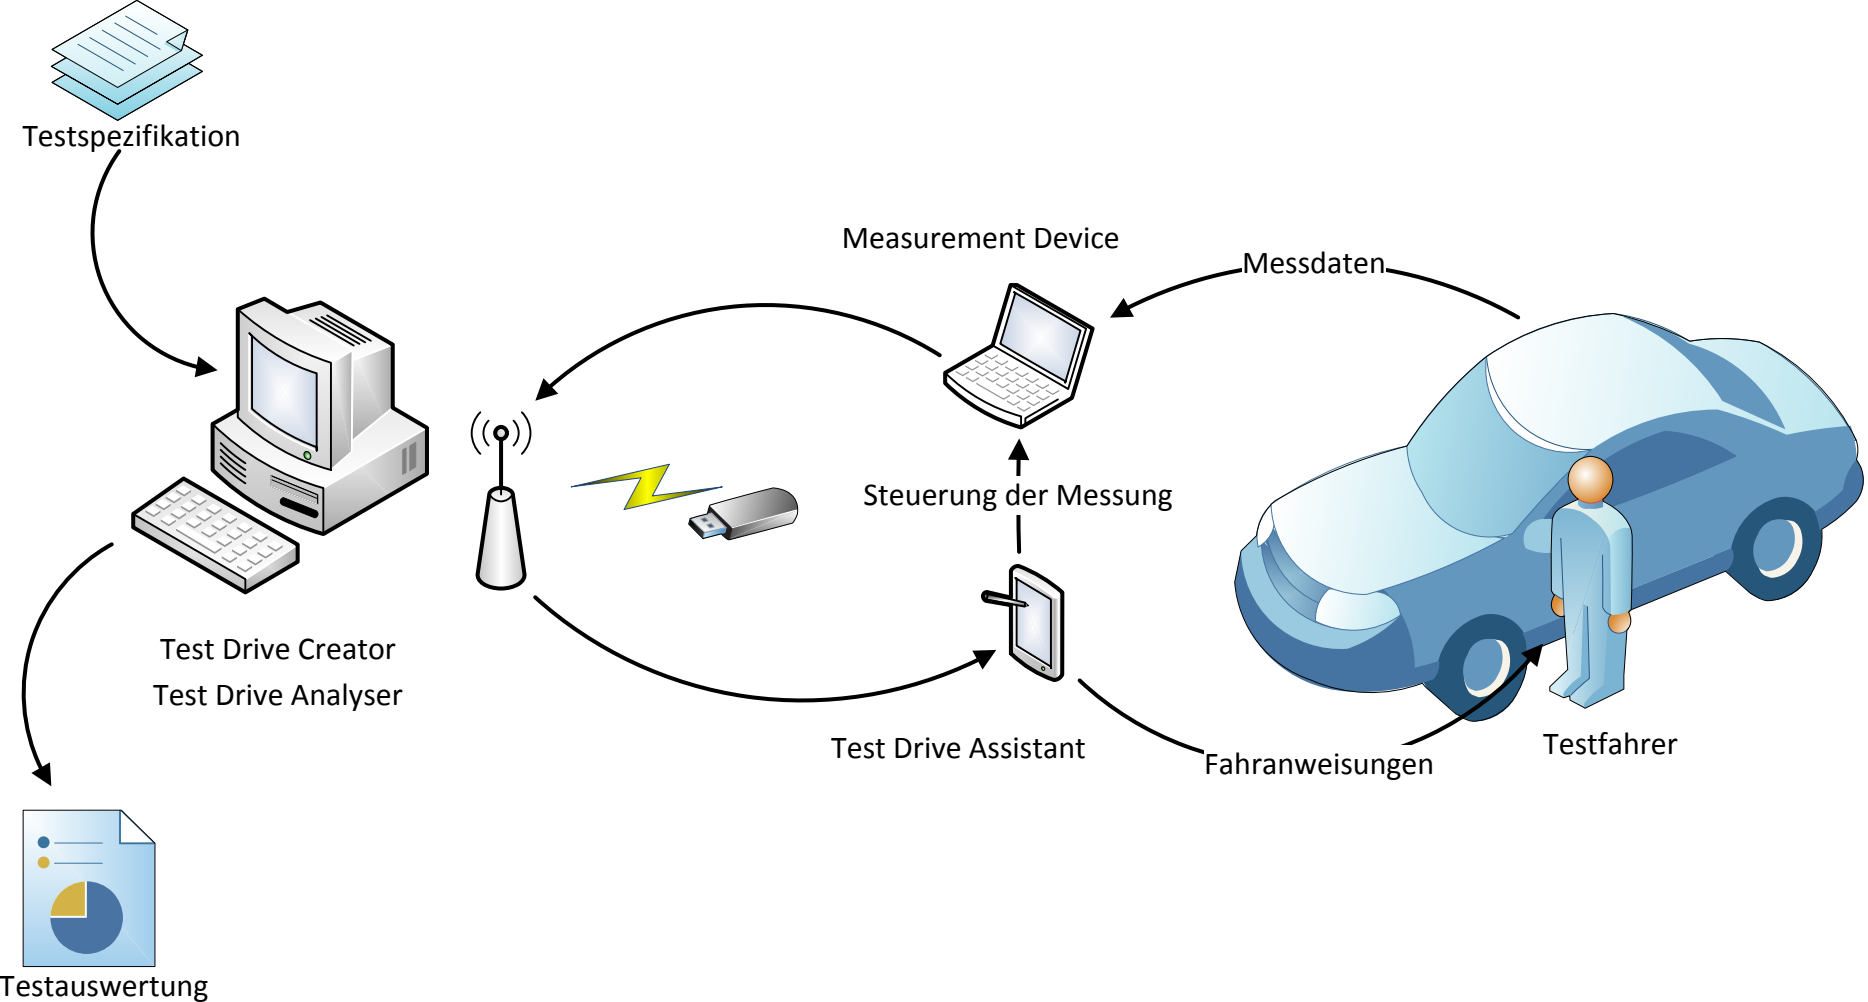 Testspezifikation
Measurement Device
Messdaten
Steuerung der Messung
Test Drive Creator
Test Drive Analyser
Test Drive Assistant
Fahranweisungen
Testfahrer
Testauswertung